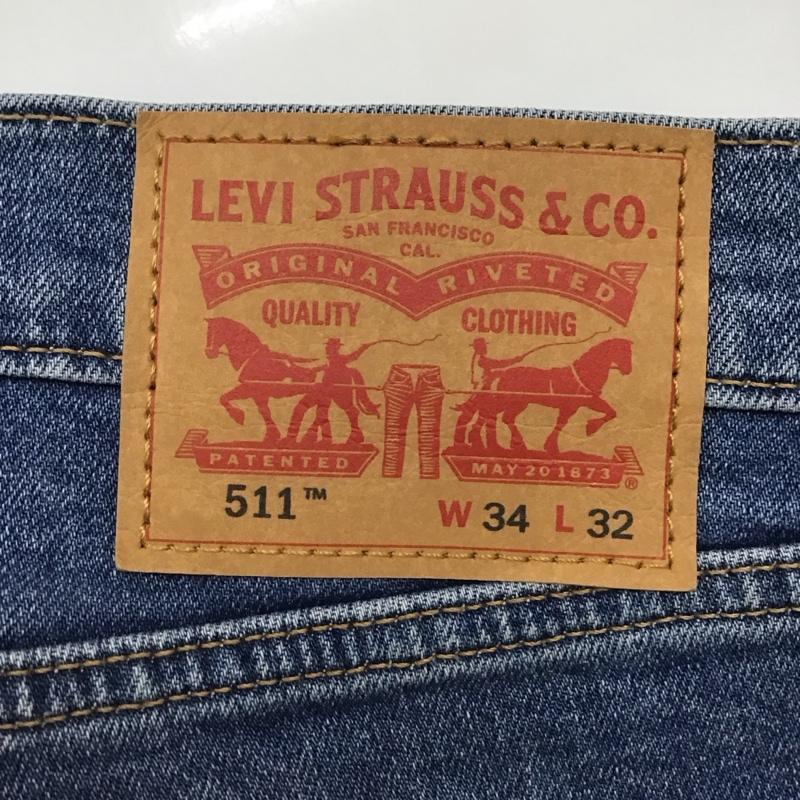 LEVI STRAUSS & CO.
SAN FRANCISCO
CAL.
ORIGINAL RIVETED
QUALITY CLOTHING
PATENTED MAY 20 1873 ®
511™ W 34 L 32